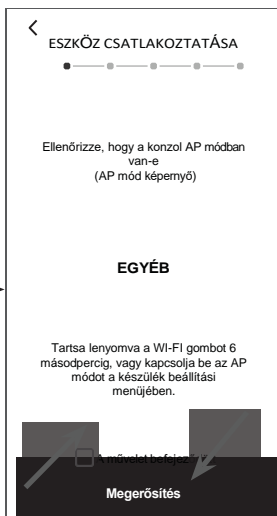 ESZKÖZ CSATLAKOZTATÁSA
Ellenőrizze, hogy a konzol AP módban
van-e
(AP mód képernyő)
EGYÉB
Tartsa lenyomva a WI-FI gombot 6
másodpercig, vagy kapcsolja be az AP
módot a készülék beállítási
menüjében.
A művelet
Megerősítés